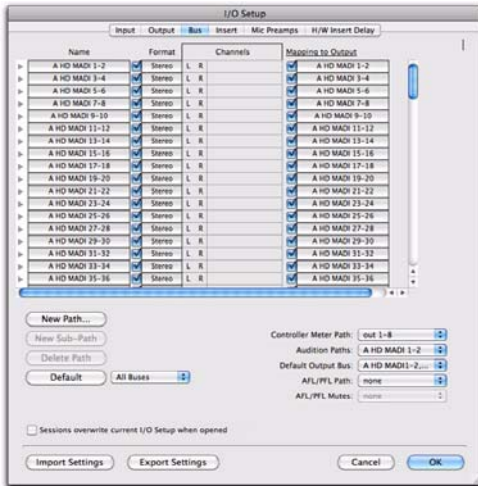 I/O Setup
Input Output Bus Insert Mic Preamps H/W Insert Delay
Name Format Channels Mapping to Output
A HD MADI 1-2 Stereo L R A HD MADI 1-2
A HD MADI 3-4 Stereo L R A HD MADI 3-4
A HD MADI 5-6 Stereo L R A HD MADI 5-6
A HD MADI 7-8 Stereo L R A HD MADI 7-8
A HD MADI 9-10 Stereo L R A HD MADI 9-10
A HD MADI 11-12 Stereo L R A HD MADI 11-12
A HD MADI 13-14 Stereo L R A HD MADI 13-14
A HD MADI 15-16 Stereo L R A HD MADI 15-16
A HD MADI 17-18 Stereo L R A HD MADI 17-18
A HD MADI 19-20 Stereo L R A HD MADI 19-20
A HD MADI 21-22 Stereo L R A HD MADI 21-22
A HD MADI 23-24 Stereo L R A HD MADI 23-24
A HD MADI 25-26 Stereo L R A HD MADI 25-26
A HD MADI 27-28 Stereo L R A HD MADI 27-28
A HD MADI 29-30 Stereo L R A HD MADI 29-30
A HD MADI 31-32 Stereo L R A HD MADI 31-32
A HD MADI 33-34 Stereo L R A HD MADI 33-34
A HD MADI 35-36 Stereo L R A HD MADI 35-36
New Path...
New Sub-Path
Delete Path
Default All Buses
Controller Meter Path: out 1-8
Audition Paths: A HD MADI 1-2
Default Output Bus: A HD MADI1-2,...
AFL/PFL Path: none
AFL/PFL Mutes: none
Sessions overwrite current I/O Setup when opened
Import Settings Export Settings Cancel OK